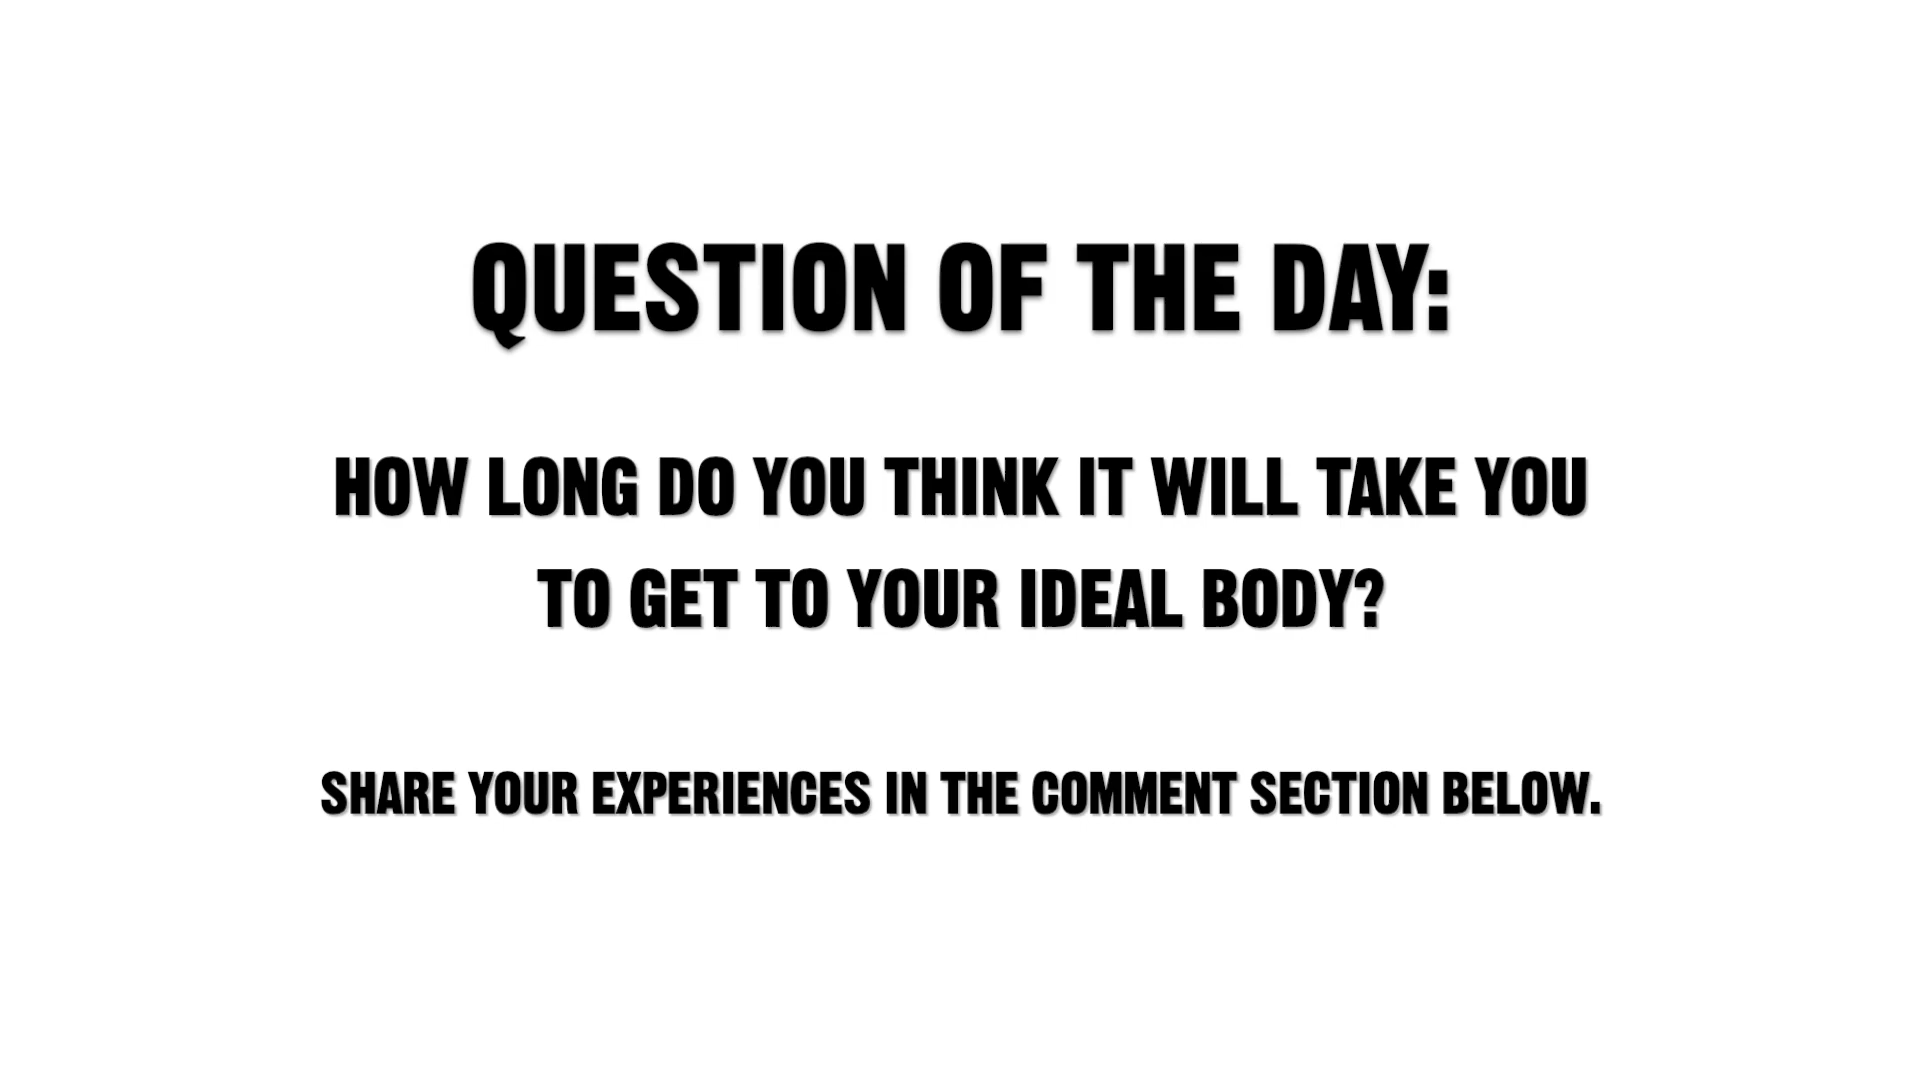 QUESTION OF THE DAY:
HOW LONG DO YOU THINK IT WILL TAKE YOU
TO GET TO YOUR IDEAL BODY?
SHARE YOUR EXPERIENCES IN THE COMMENT SECTION BELOW.